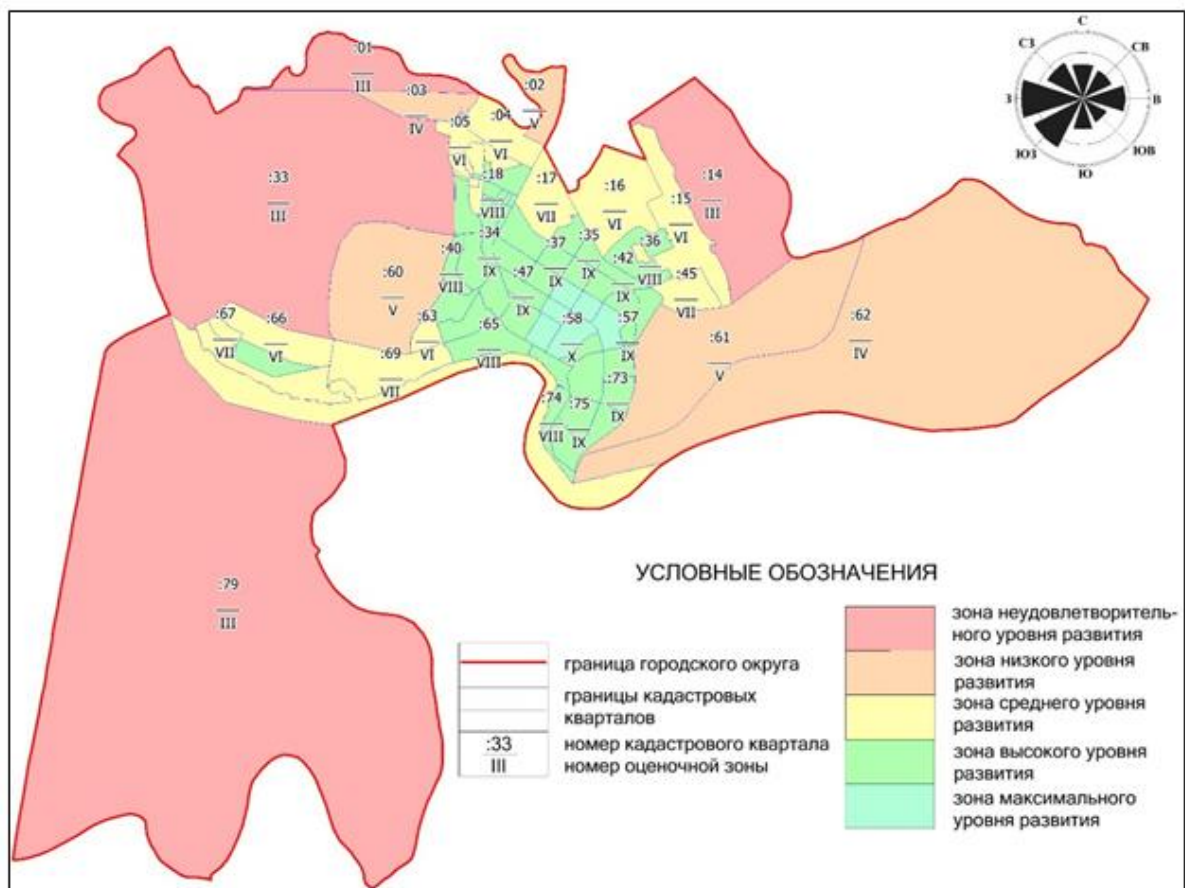 С
СЗ
СВ
З
В
ЮЗ
ЮВ
Ю
:01
III
:03
IV
:02
V
:05
VI
:04
VI
:33
III
:18
VIII
:17
VII
:16
VI
:15
VI
:14
III
:40
VIII
:34
IX
:37
IX
:35
IX
:36
VIII
:42
IX
:47
IX
:45
VII
:60
V
:67
VII
:66
VI
:63
VI
:65
VIII
:58
X
:57
IX
:61
V
:62
IV
:69
VII
:73
IX
:74
VIII
:75
IX
:79
III
УСЛОВНЫЕ ОБОЗНАЧЕНИЯ
граница городского округа
границы кадастровых
кварталов
:33
III
номер кадастрового квартала
номер оценочной зоны
зона неудовлетворитель-
ного уровня развития
зона низкого уровня
развития
зона среднего уровня
развития
зона высокого уровня
развития
зона максимального
уровня развития